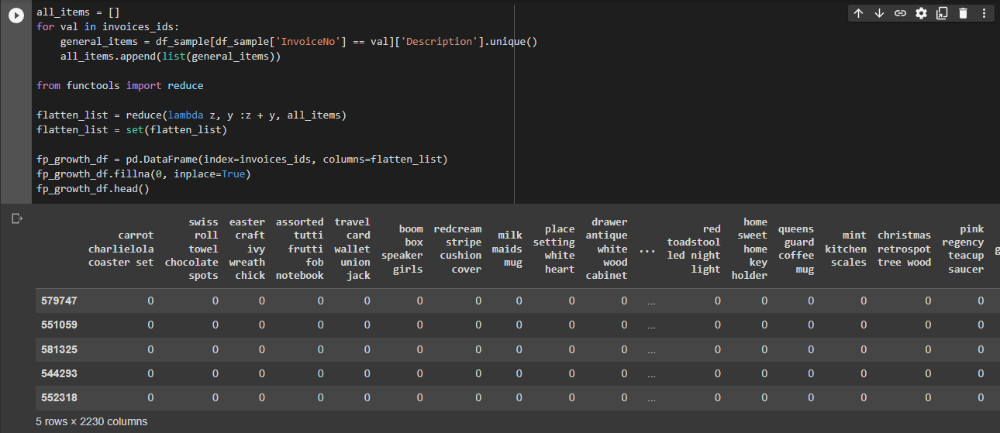 all_items = []
for val in invoices_ids:
    general_items = df_sample[df_sample['InvoiceNo'] == val]['Description'].unique()
    all_items.append(list(general_items))
from functools import reduce
flatten_list = reduce(lambda z, y :z + y, all_items)
flatten_list = set(flatten_list)
fp_growth_df = pd.DataFrame(index=invoices_ids, columns=flatten_list)
fp_growth_df.fillna(0, inplace=True)
fp_growth_df.head()
carrot charlielola coaster set | swiss roll towel chocolate spots | easter craft ivy wreath chick | assorted tutti frutti fob notebook | travel card wallet union jack | boom box speaker girls | redcream stripe cushion cover | milk maids mug | place setting white heart | drawer antique white wood cabinet | ... | red toadstool led night light | home sweet home key holder | queens guard coffee mug | mint kitchen scales | christmas retrospot tree wood | pink regency teacup saucer
579747 0 0 0 0 0 0 0 0 0 0 ... 0 0 0 0 0 0
551059 0 0 0 0 0 0 0 0 0 0 ... 0 0 0 0 0 0
581325 0 0 0 0 0 0 0 0 0 0 ... 0 0 0 0 0 0
544293 0 0 0 0 0 0 0 0 0 0 ... 0 0 0 0 0 0
552318 0 0 0 0 0 0 0 0 0 0 ... 0 0 0 0 0 0
5 rows × 2230 columns